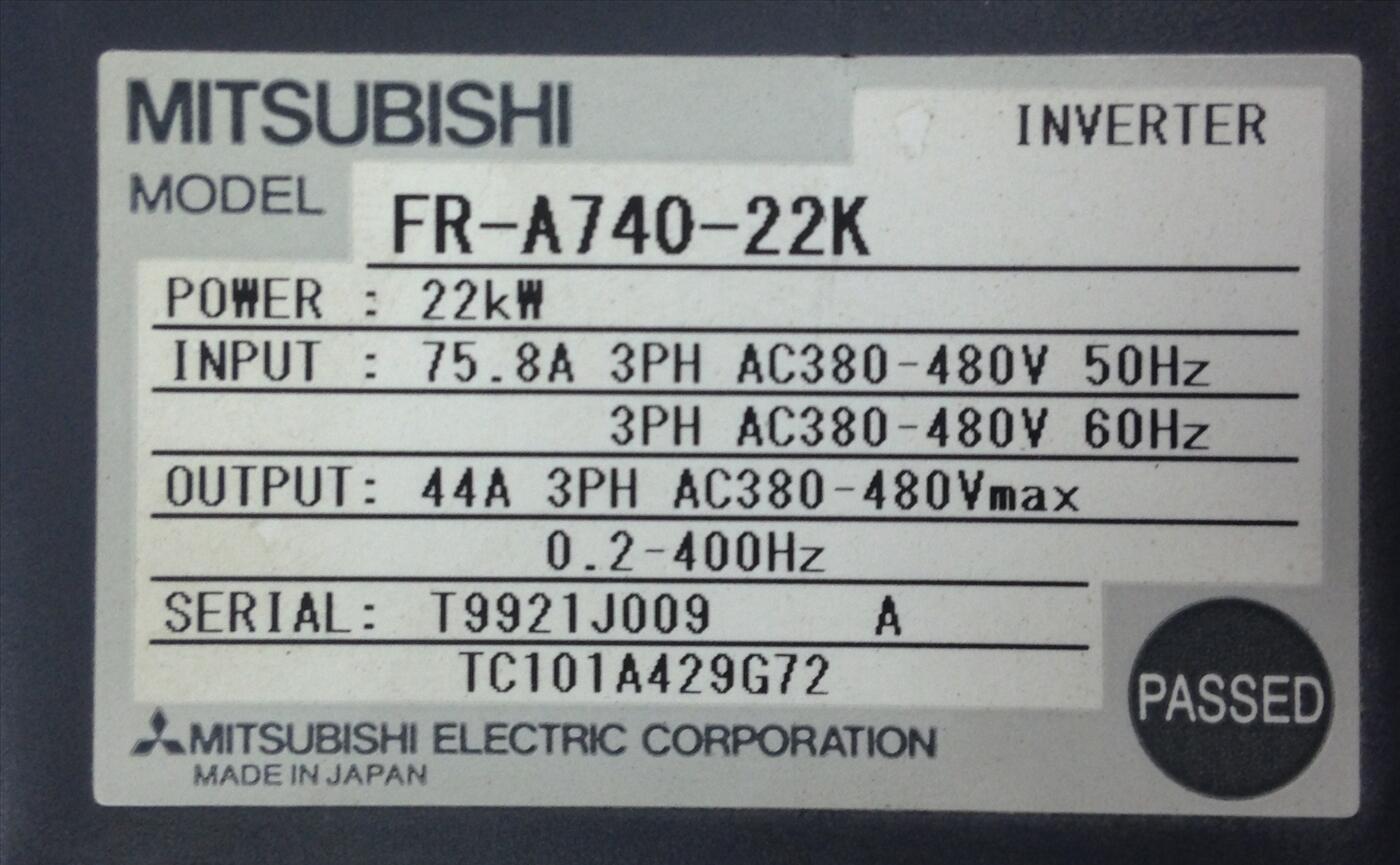 MITSUBISHI
INVERTER
MODEL FR-A740-22K
POWER : 22kW
INPUT : 75.8A 3PH AC380-480V 50Hz
3PH AC380-480V 60Hz
OUTPUT: 44A 3PH AC380-480Vmax
0.2-400Hz
SERIAL: T9921J009 A
TC101A429G72
PASSED
MITSUBISHI ELECTRIC CORPORATION
MADE IN JAPAN